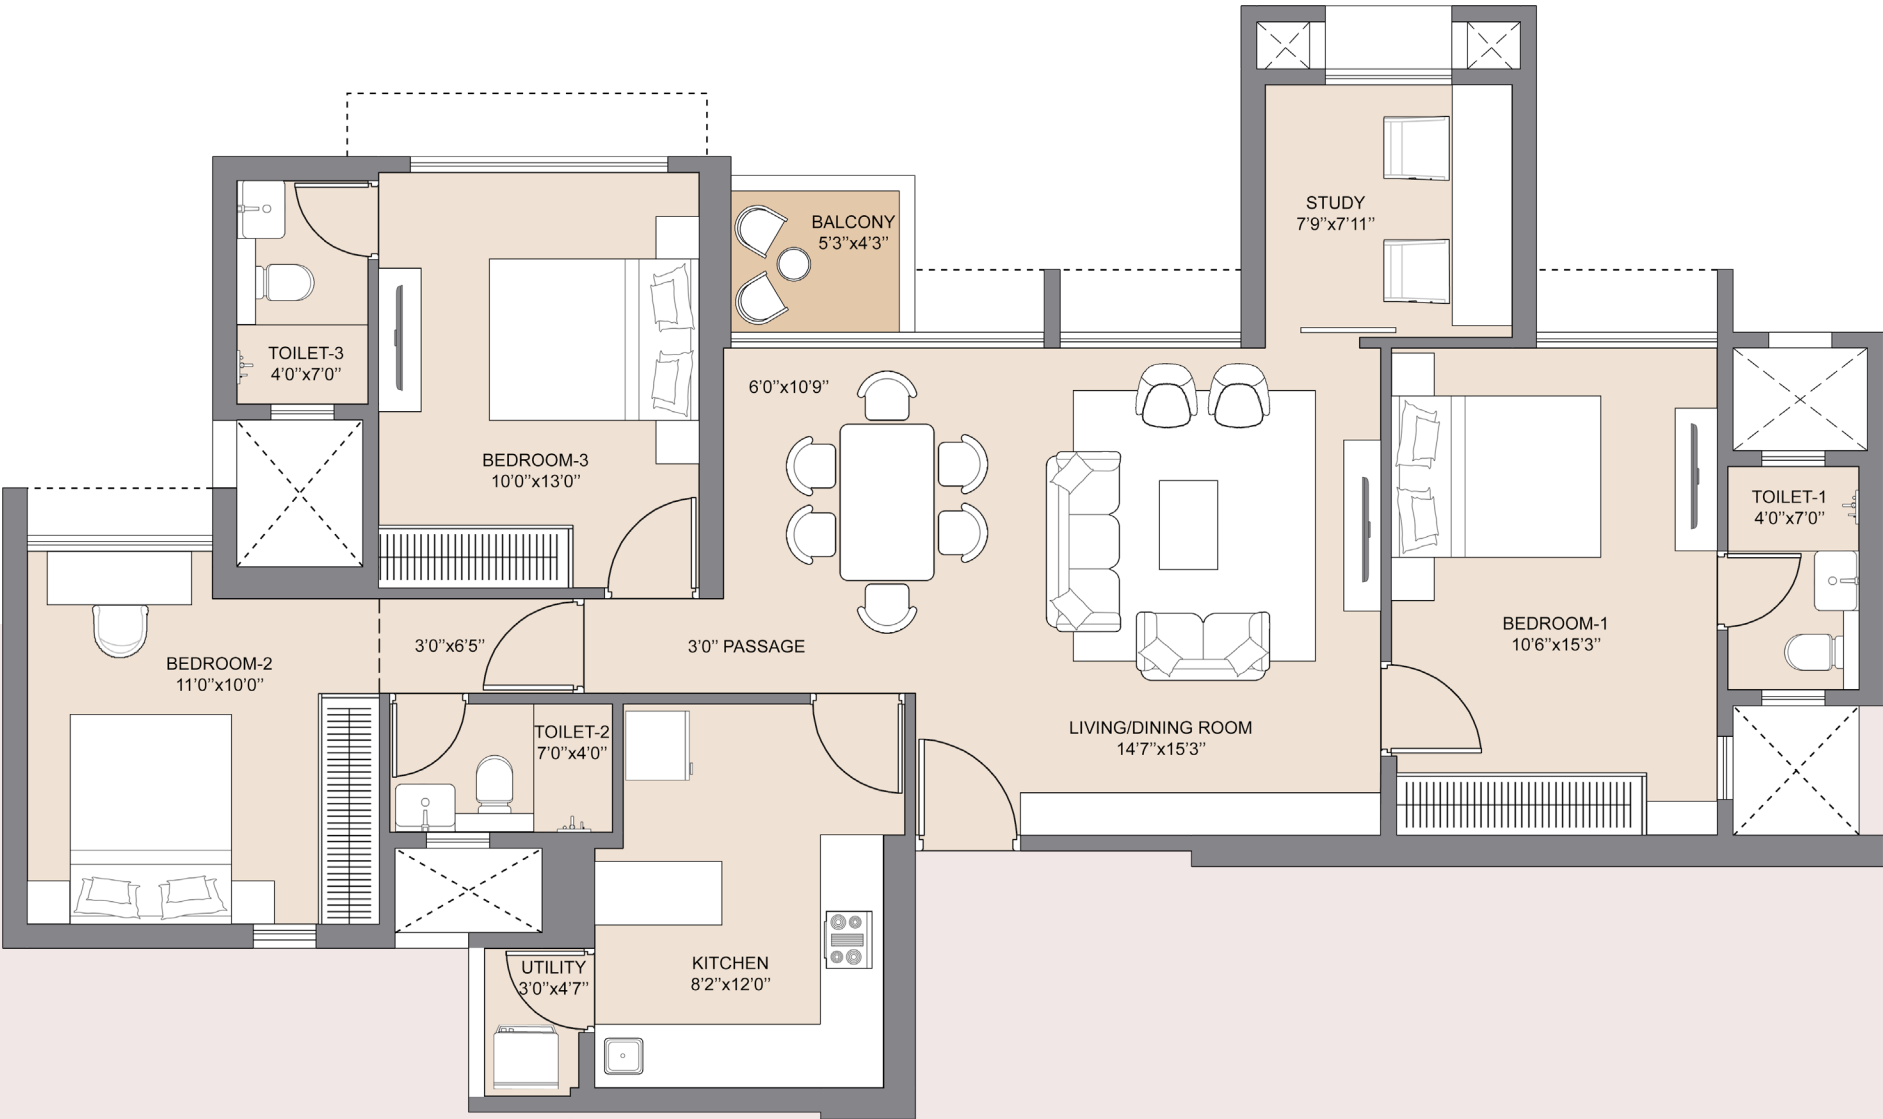 STUDY
7’9’’x7’11’’
BALCONY
5’3’’x4’3’’
TOILET-3
4’0’’x7’0’’
6’0’’x10’9’’
BEDROOM-3
10’0’’x13’0’’
TOILET-1
4’0’’x7’0’’
BEDROOM-1
10’6’’x15’3’’
3’0’’x6’5’’
3’0’’ PASSAGE
BEDROOM-2
11’0’’x10’0’’
LIVING/DINING ROOM
14’7’’x15’3’’
TOILET-2
7’0’’x4’0’’
UTILITY
3’0’’x4’7’’
KITCHEN
8’2’’x12’0’’